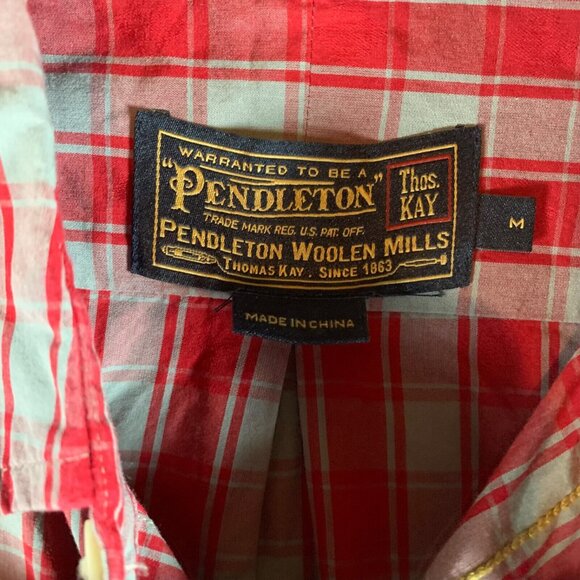 WARRANTED TO BE A
"PENDLETON"
TRADE MARK REG. U.S. PAT. OFF.
PENDLETON WOOLEN MILLS
THOMAS KAY . SINCE 1863
Thos.
KAY
M
MADE IN CHINA